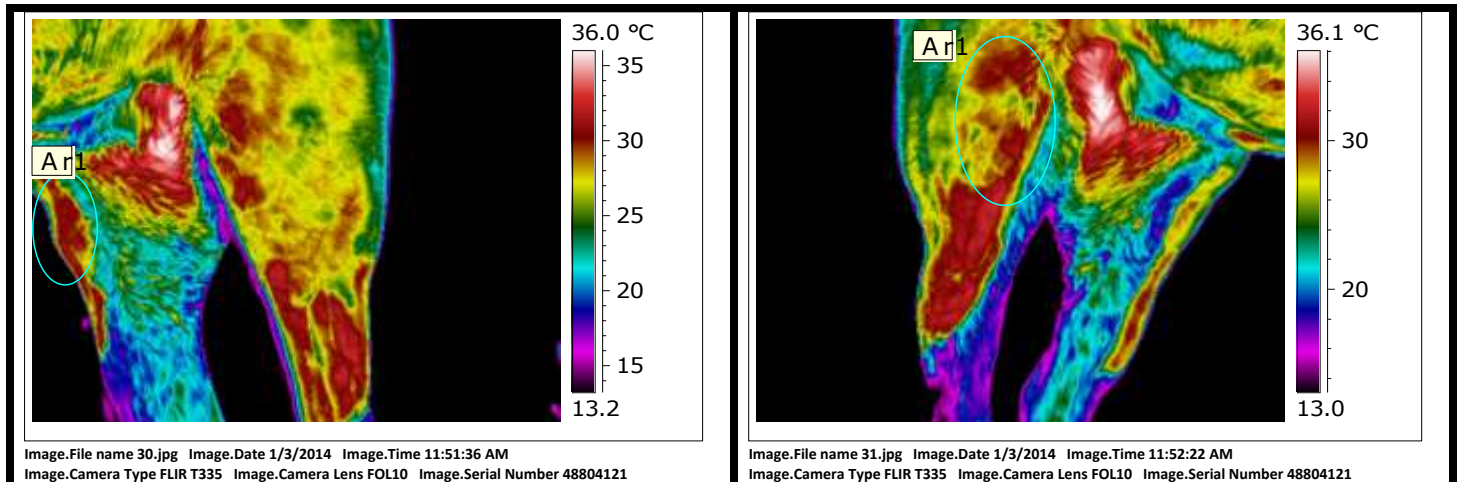 Ar1
36.0 °C
35
30
25
20
15
13.2
Image.File name 30.jpg Image.Date 1/3/2014 Image.Time 11:51:36 AM
Image.Camera Type FLIR T335 Image.Camera Lens FOL10 Image.Serial Number 48804121
Ar1
36.1 °C
30
20
13.0
Image.File name 31.jpg Image.Date 1/3/2014 Image.Time 11:52:22 AM
Image.Camera Type FLIR T335 Image.Camera Lens FOL10 Image.Serial Number 48804121